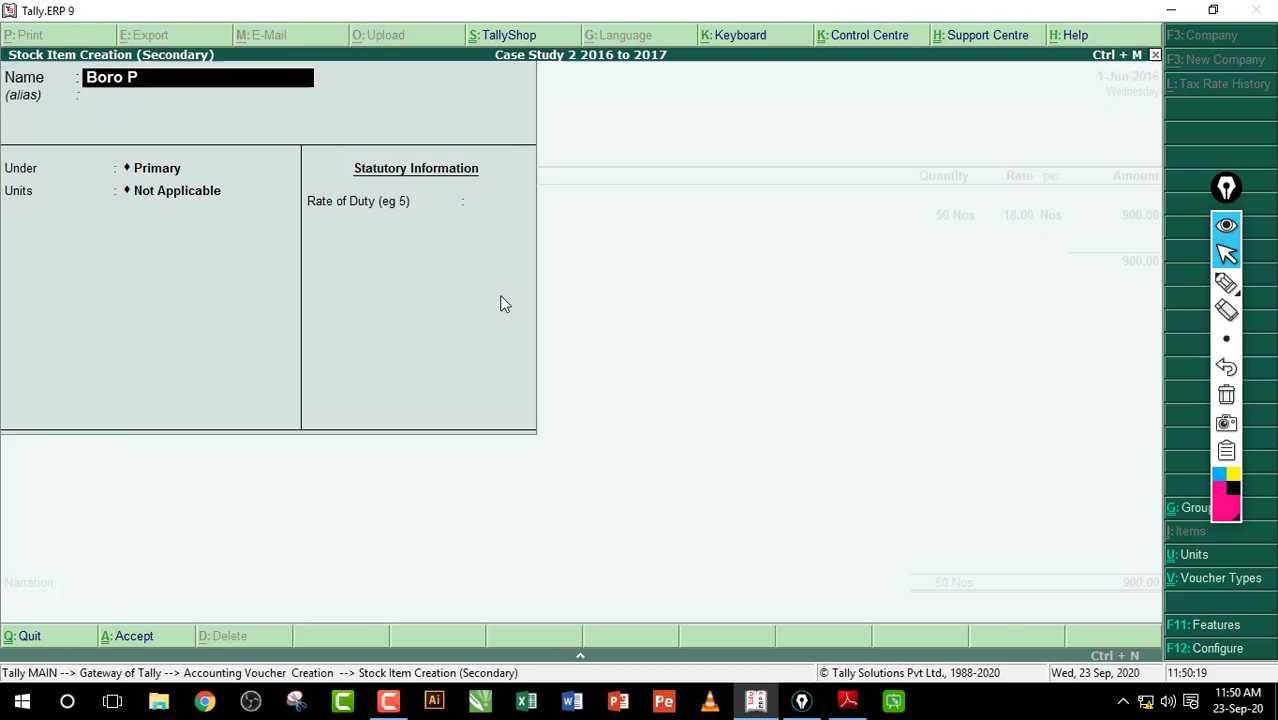 Tally.ERP 9
P: Print E: Export M: E-Mail O: Upload S: TallyShop G: Language K: Keyboard K: Control Centre H: Support Centre H: Help
F3: Company
Stock Item Creation (Secondary) Case Study 2 2016 to 2017 Ctrl + M
F3: New Company
Name : Boro P
1-Jun-2016
L: Tax Rate History
(alias) :
Wednesday
Under : ♦ Primary
Statutory Information
Quantity Rate per Amount
Units : ♦ Not Applicable
Rate of Duty (eg 5) :
50 Nos 18.00 Nos 900.00
900.00
I: Items
U: Units
V: Voucher Types
Narration:
50 Nos 900.00
F11: Features
Q: Quit A: Accept D: Delete
F12: Configure
Ctrl + N
Tally MAIN --> Gateway of Tally --> Accounting Voucher Creation --> Stock Item Creation (Secondary) © Tally Solutions Pvt Ltd., 1988-2020 Wed, 23 Sep, 2020 11:50:19
11:50 AM
23-Sep-20